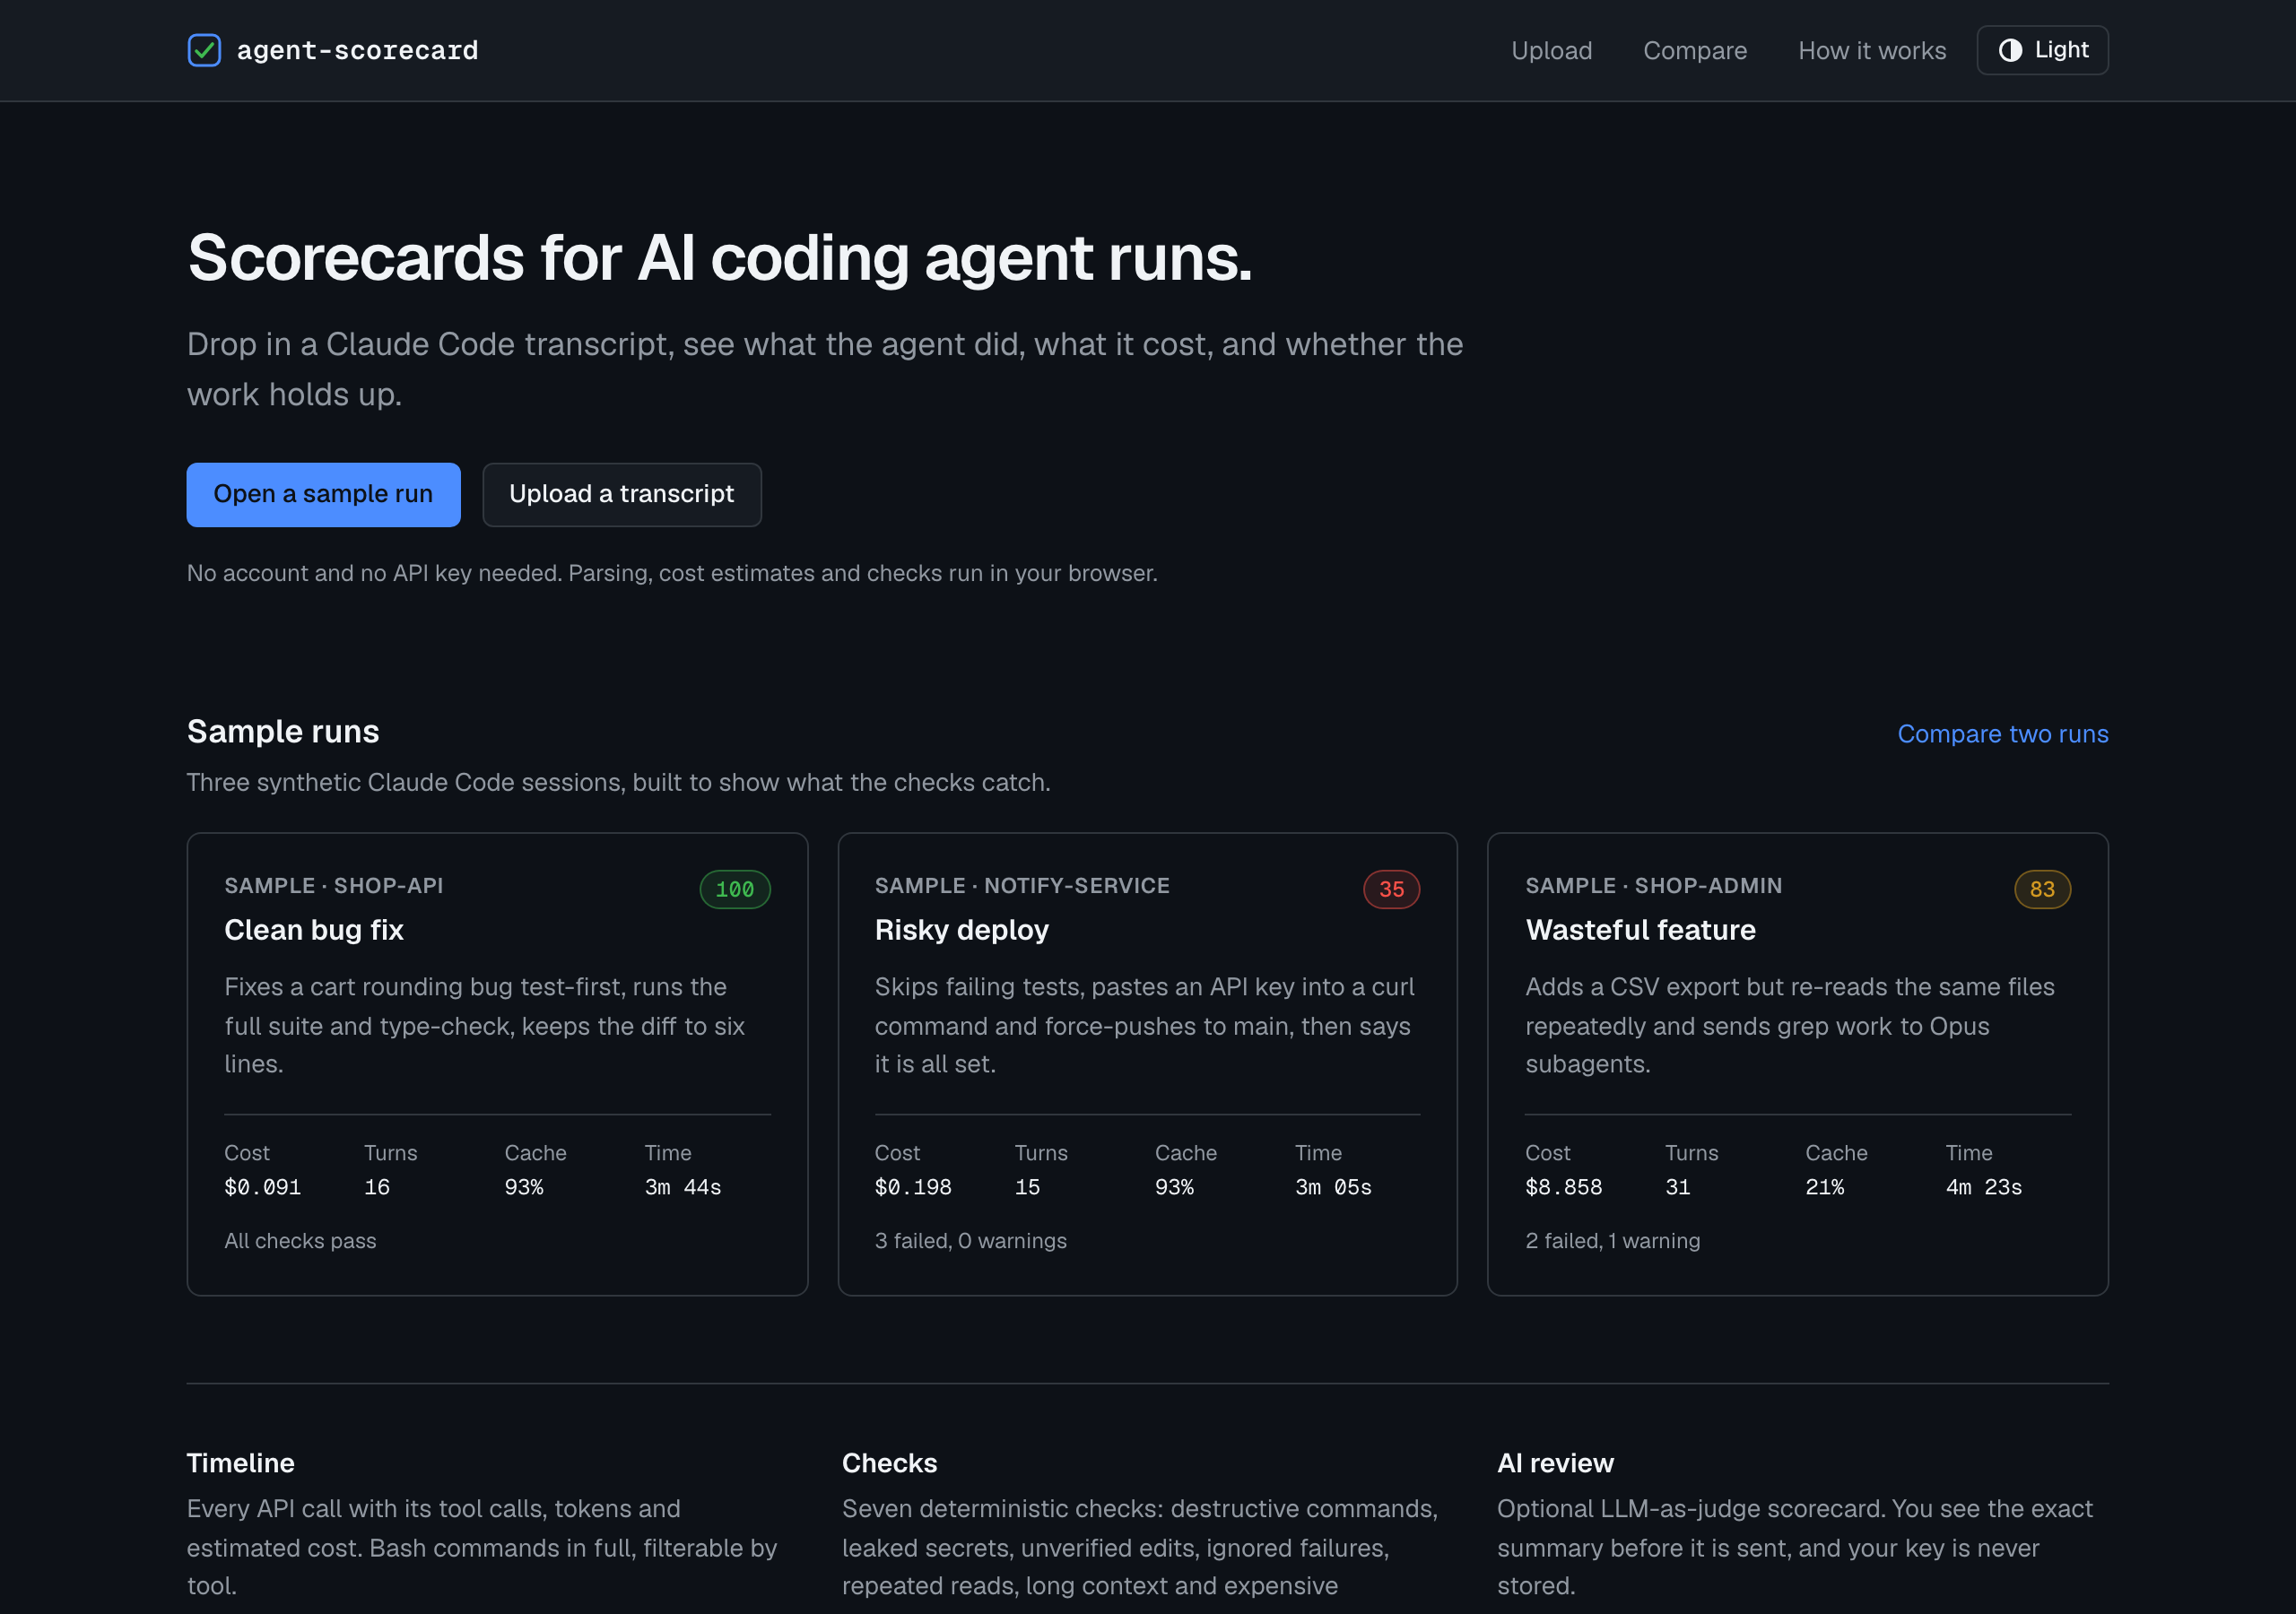 agent-scorecard
Upload
Compare
How it works
Light
Scorecards for AI coding agent runs.
Drop in a Claude Code transcript, see what the agent did, what it cost, and whether the
work holds up.
Open a sample run
Upload a transcript
No account and no API key needed. Parsing, cost estimates and checks run in your browser.
Sample runs
Compare two runs
Three synthetic Claude Code sessions, built to show what the checks catch.
SAMPLE · SHOP-API
100
Clean bug fix
Fixes a cart rounding bug test-first, runs the
full suite and type-check, keeps the diff to six
lines.
Cost Turns Cache Time
$0.091 16 93% 3m 44s
All checks pass
SAMPLE · NOTIFY-SERVICE
35
Risky deploy
Skips failing tests, pastes an API key into a curl
command and force-pushes to main, then says
it is all set.
Cost Turns Cache Time
$0.198 15 93% 3m 05s
3 failed, 0 warnings
SAMPLE · SHOP-ADMIN
83
Wasteful feature
Adds a CSV export but re-reads the same files
repeatedly and sends grep work to Opus
subagents.
Cost Turns Cache Time
$8.858 31 21% 4m 23s
2 failed, 1 warning
Timeline
Every API call with its tool calls, tokens and
estimated cost. Bash commands in full, filterable by
tool.
Checks
Seven deterministic checks: destructive commands,
leaked secrets, unverified edits, ignored failures,
repeated reads, long context and expensive
AI review
Optional LLM-as-judge scorecard. You see the exact
summary before it is sent, and your key is never
stored.